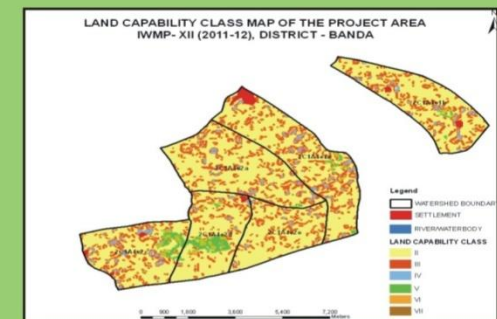 LAND CAPABILITY CLASS MAP OF THE PROJECT AREA
IWMP- XII (2011-12), DISTRICT - BANDA
Legend
WATERSHED BOUNDARY
SETTLEMENT
RIVER/WATERBODY
LAND CAPABILITY CLASS
II
III
IV
V
VI
VII
0 900 1,800 3,600 5,400 7,200
Meters